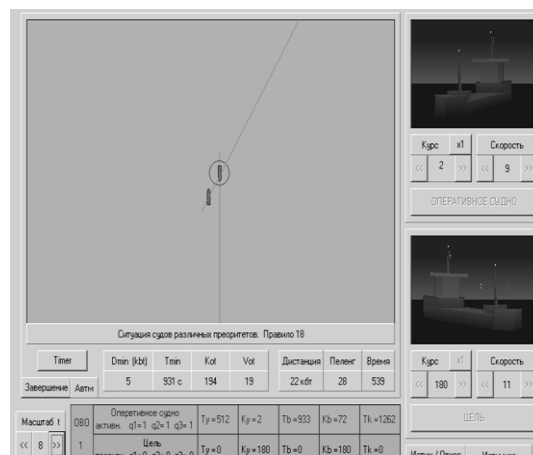 Курс x1 Скорость
<< 2 >> << 9 >>
ОПЕРАТИВНОЕ СУДНО
Ситуация судов различных преоритетов. Правило 18
Timer
Завершение Автм
Dmin (kbt) Tmin Kot Vot
5 931 с 194 19
Дистанция Пеленг Время
22 кбт 28 539
Курс x1 Скорость
<< 180 >> << 11 >>
ЦЕЛЬ
Масштаб t
<< 8 >>
ОВО
1
Оперетивное судно
активн. q1=1 q2=1 q3=1
Ту=512 Ку=2 Tb=933 Kb=72 Tk=1262
Цель
Ту=0 Ку=180 Tb=0 Kb=180 Tk=0